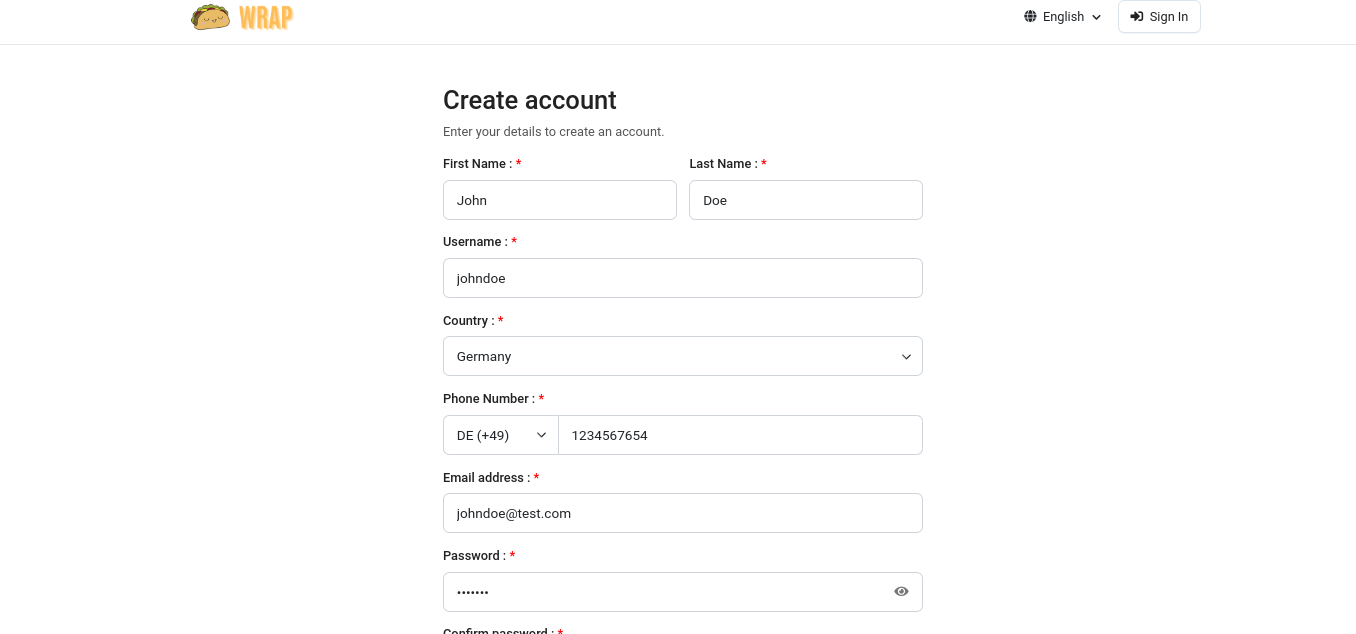 WRAP
English
Sign In
Create account
Enter your details to create an account.
First Name : * Last Name : *
John Doe
Username : *
johndoe
Country : *
Germany
Phone Number : *
DE (+49) 1234567654
Email address : *
johndoe@test.com
Password : *
•••••••
Confirm password : *